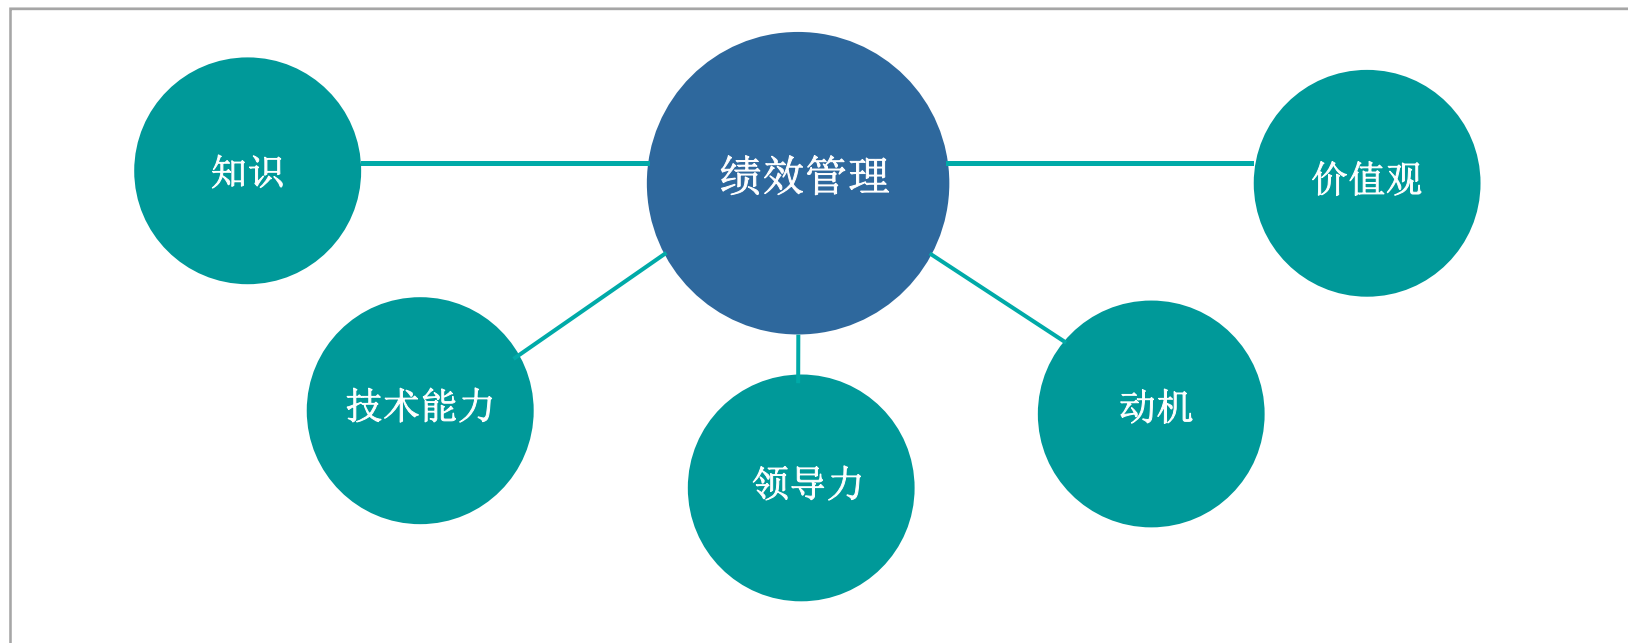 绩效管理
知识
价值观
技术能力
动机
领导力